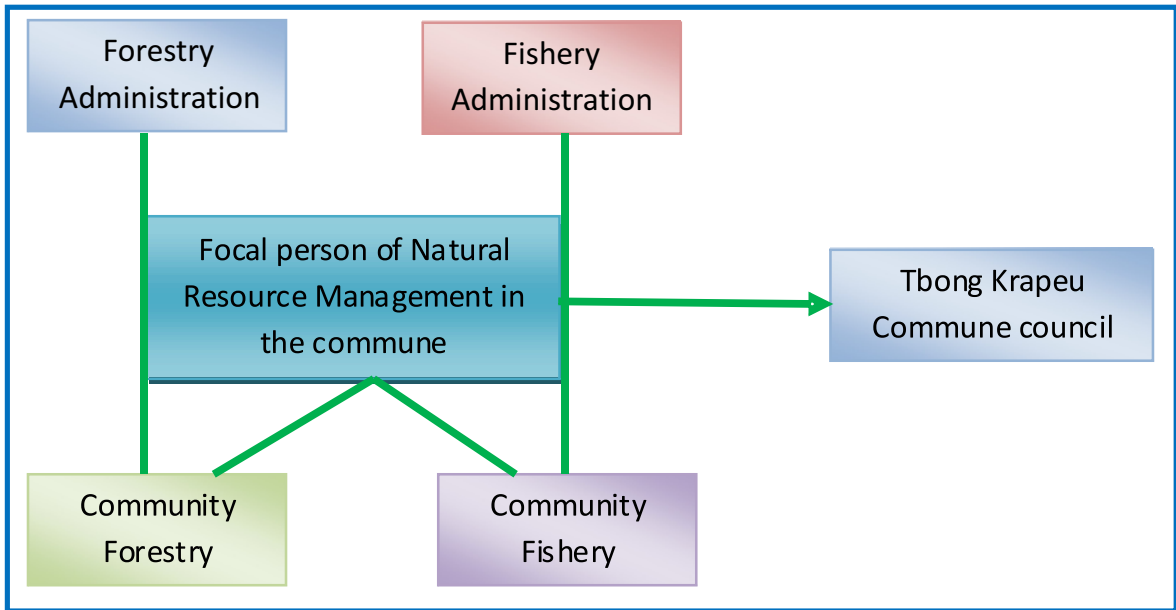 Forestry
Administration
Fishery
Administration
Focal person of Natural
Resource Management in
the commune
Tbong Krapeu
Commune council
Community
Forestry
Community
Fishery